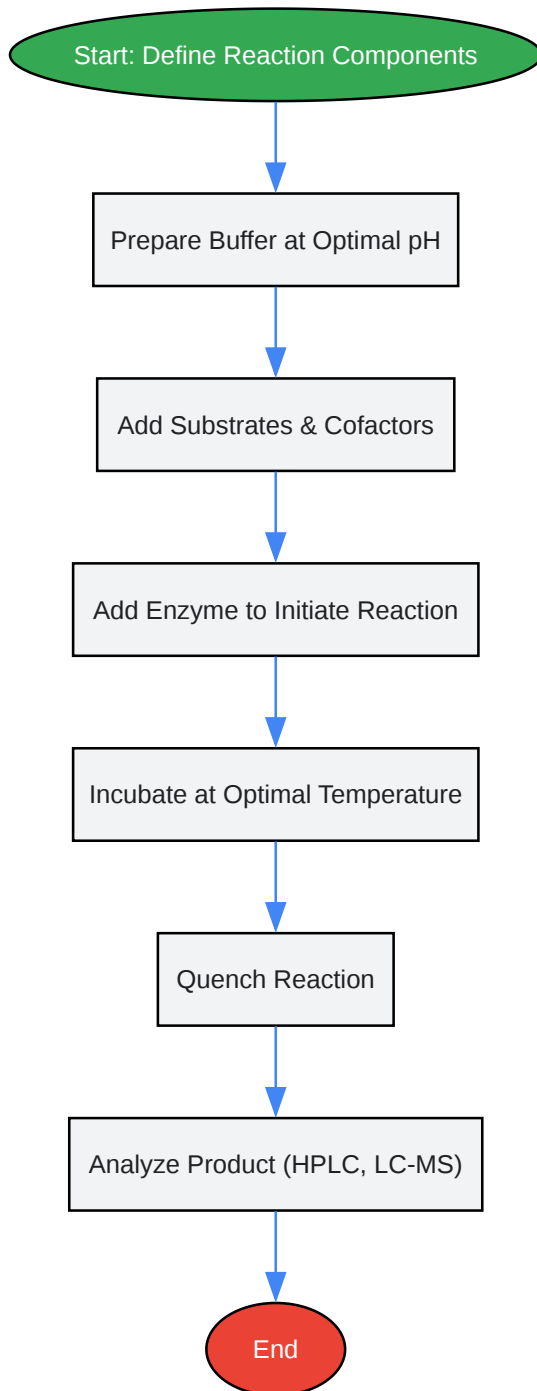 Start: Define Reaction Components
Prepare Buffer at Optimal pH
Add Substrates & Cofactors
Add Enzyme to Initiate Reaction
Incubate at Optimal Temperature
Quench Reaction
Analyze Product (HPLC, LC-MS)
End